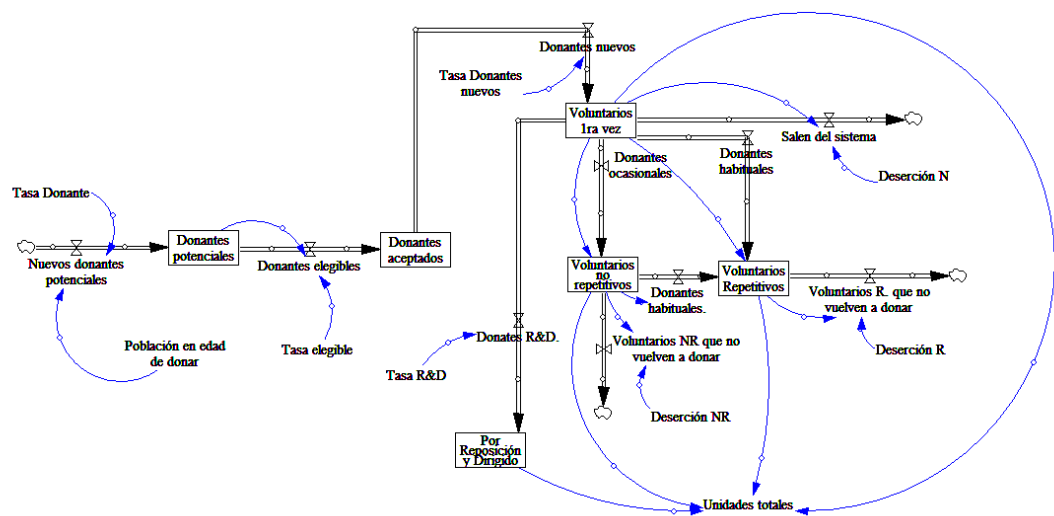 Donantes nuevos
Tasa Donantes
nuevos
Voluntarios
1ra vez
Salen del sistema
Donantes
ocasionales
Donantes
habituales
Deserción N
Tasa Donante
Donantes
potenciales
Donantes
aceptados
Nuevos donantes
potenciales
Donantes elegibles
Voluntarios
no
repetitivos
Voluntarios
Repetitivos
Donantes
habituales.
Voluntarios R. que no
vuelven a donar
Donates R&D.
Voluntarios NR que no
vuelven a donar
Población en edad
de donar
Tasa elegible
Deserción R
Tasa R&D
Deserción NR
Por
Reposición
y Dirigido
Unidades totales